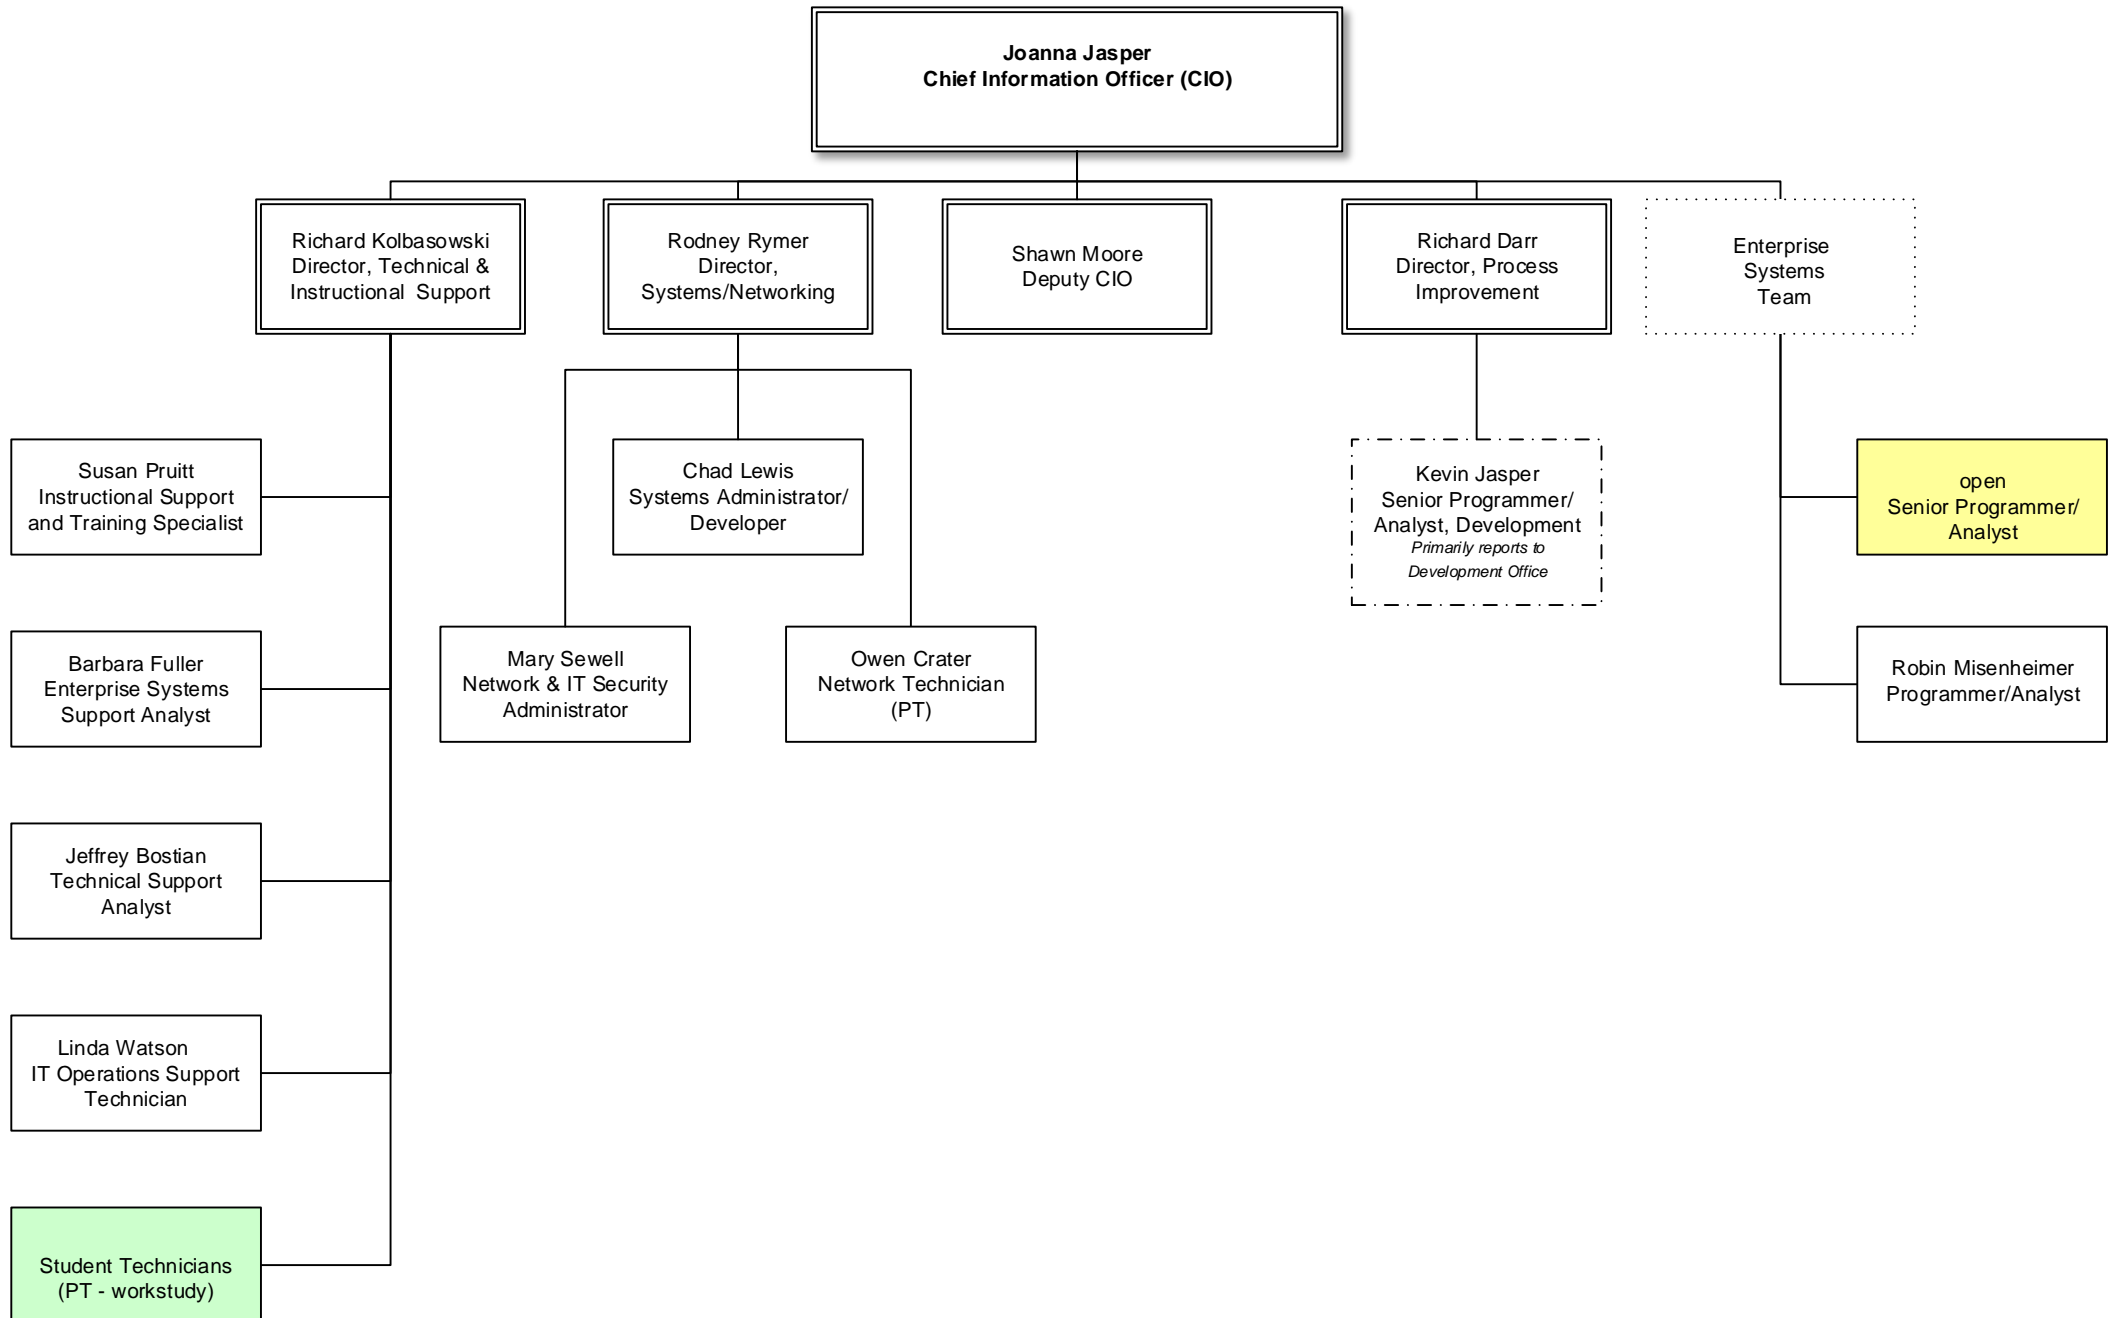 Joanna Jasper
Chief Information Officer (CIO)
Richard Kolbasowski
Director, Technical &
Instructional Support
Rodney Rymer
Director,
Systems/Networking
Shawn Moore
Deputy CIO
Richard Darr
Director, Process
Improvement
Enterprise
Systems
Team
Susan Pruitt
Instructional Support
and Training Specialist
Chad Lewis
Systems Administrator/
Developer
Kevin Jasper
Senior Programmer/
Analyst, Development
Primarily reports to
Development Office
open
Senior Programmer/
Analyst
Barbara Fuller
Enterprise Systems
Support Analyst
Mary Sewell
Network & IT Security
Administrator
Owen Crater
Network Technician
(PT)
Robin Misenheimer
Programmer/Analyst
Jeffrey Bostian
Technical Support
Analyst
Linda Watson
IT Operations Support
Technician
Student Technicians
(PT - workstudy)